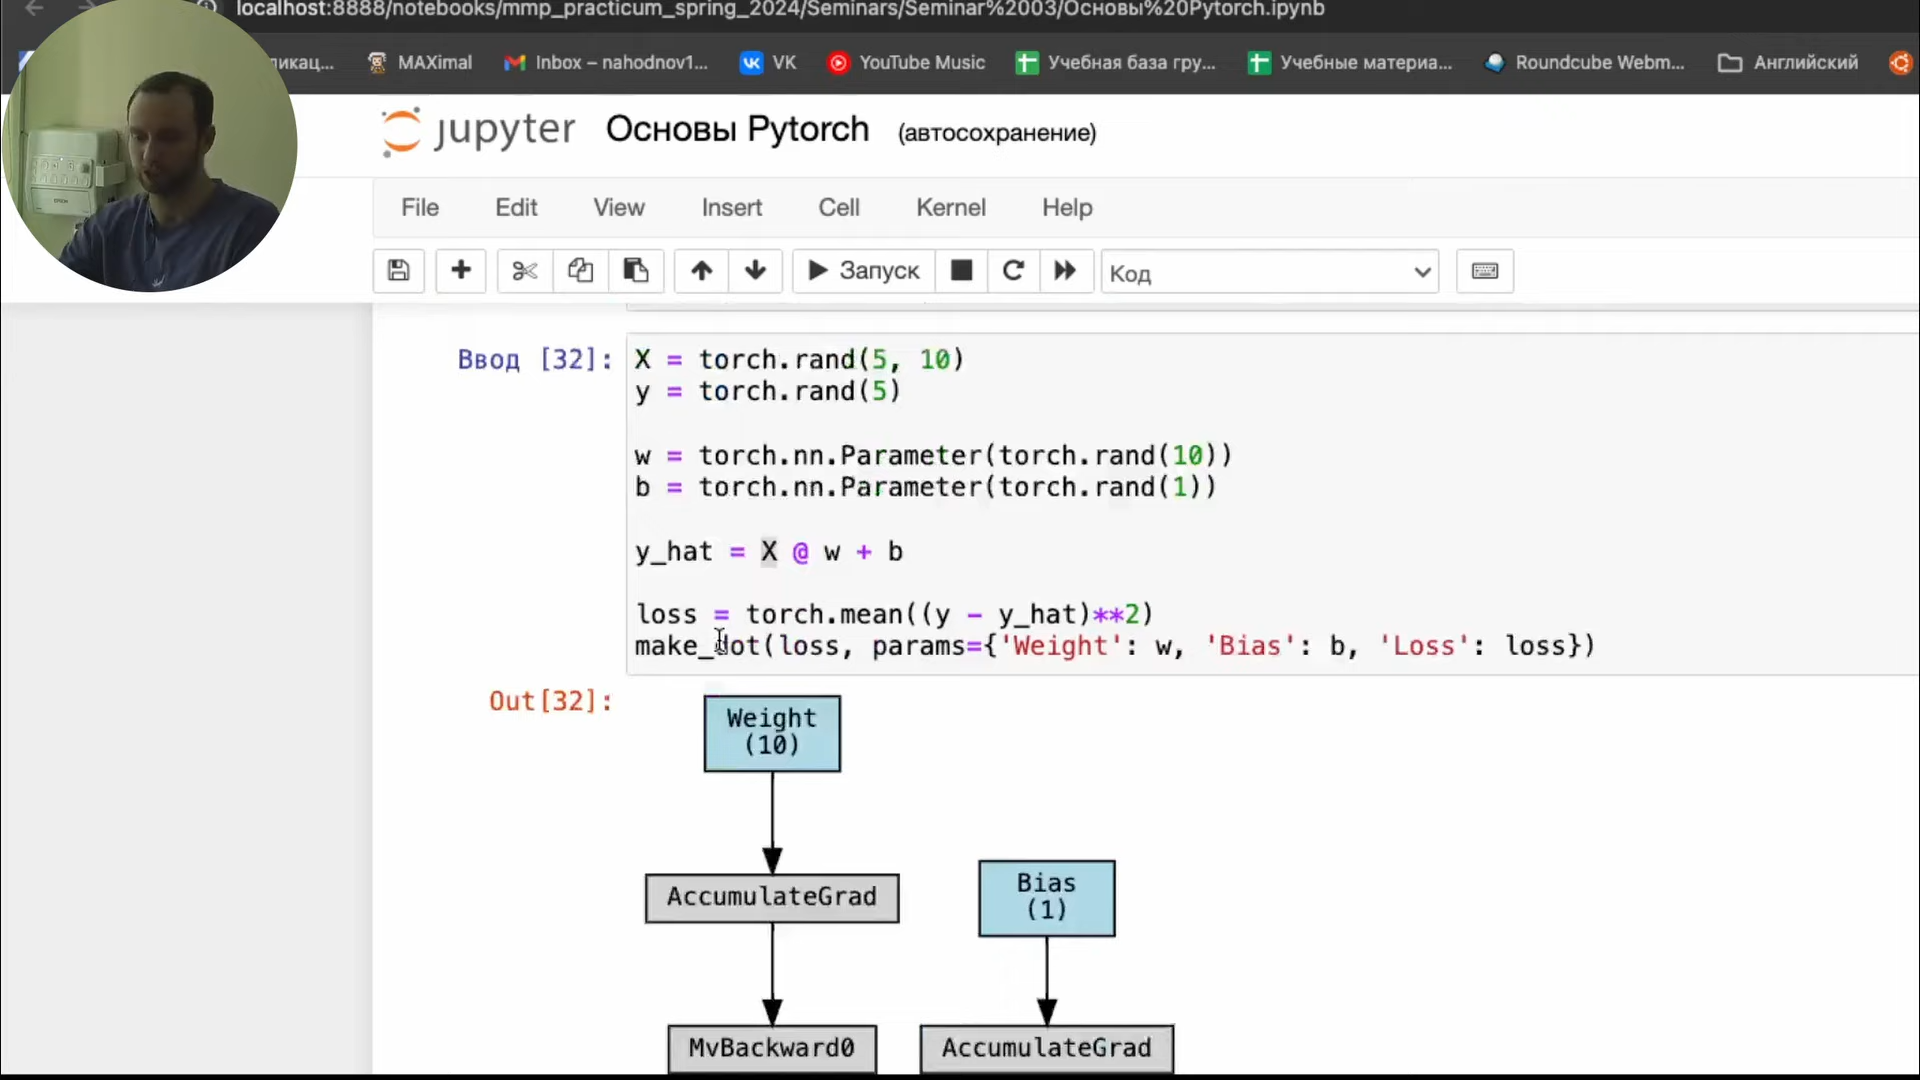 localhost:8888/notebooks/mmp_practicum_spring_2024/Seminars/Seminar%2003/Основы%20Pytorch.ipynb
MAXimal
Inbox – nahodnov1...
VK
YouTube Music
Учебная база гру...
Учебные материа...
Roundcube Webm...
Английский
jupyter Основы Pytorch (автосохранение)
File Edit View Insert Cell Kernel Help
Запуск
Код
Ввод [32]:
X = torch.rand(5, 10)
y = torch.rand(5)
w = torch.nn.Parameter(torch.rand(10))
b = torch.nn.Parameter(torch.rand(1))
y_hat = X @ w + b
loss = torch.mean((y - y_hat)**2)
make_dot(loss, params={'Weight': w, 'Bias': b, 'Loss': loss})
Out[32]:
Weight
(10)
AccumulateGrad
Bias
(1)
MvBackward0
AccumulateGrad